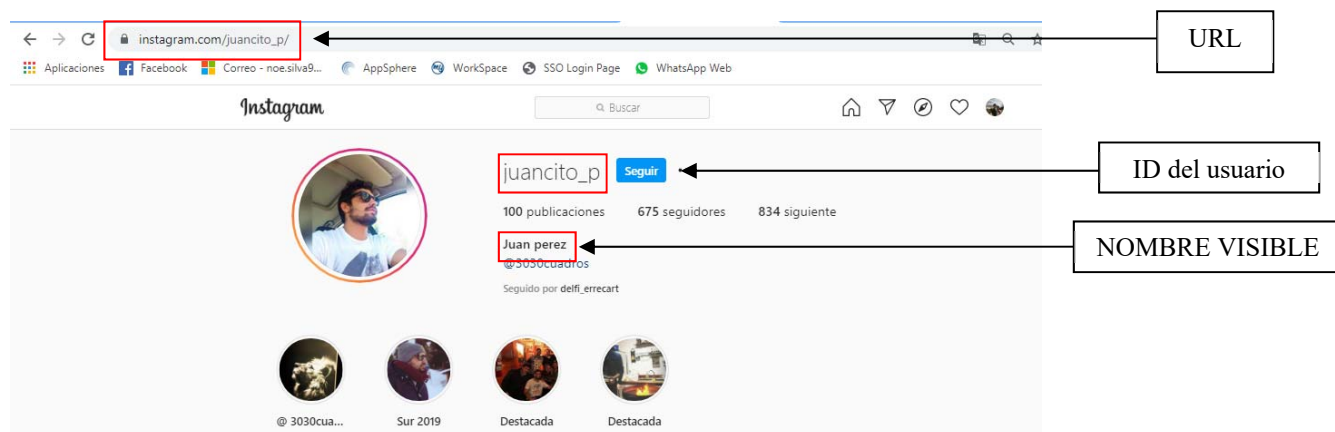 instagram.com/juancito_p/
URL
Aplicaciones Facebook Correo - noe.silva9... AppSphere WorkSpace SSO Login Page WhatsApp Web
Instagram
Buscar
juancito_p Seguir
ID del usuario
100 publicaciones 675 seguidores 834 siguiente
Juan perez
NOMBRE VISIBLE
@3030cuadros
Seguido por delfi_errecart
@ 3030cua... Sur 2019 Destacada Destacada